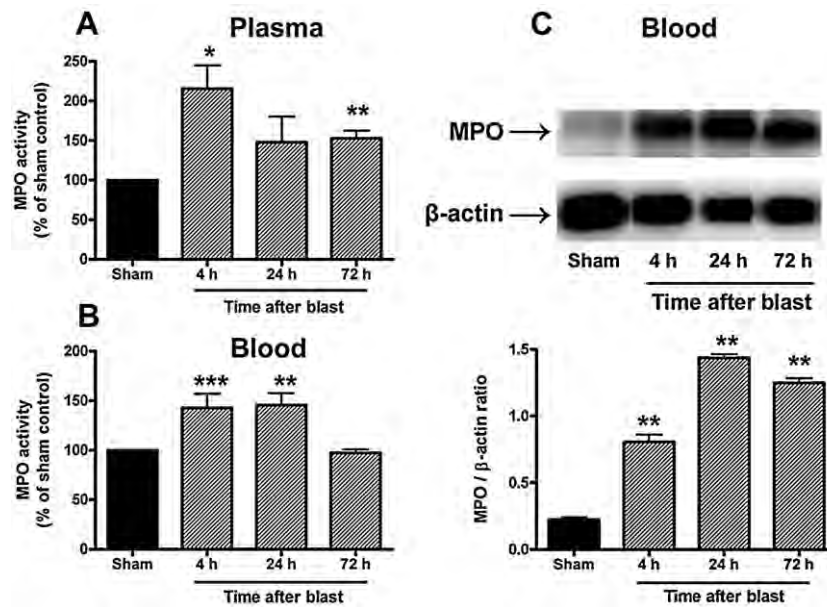 A
Plasma
MPO activity
(% of sham control)
250
200
150
100
50
0
*
**
Sham
4 h
24 h
72 h
Time after blast
B
Blood
MPO activity
(% of sham control)
200
150
100
50
0
***
**
Sham
4 h
24 h
72 h
Time after blast
C
Blood
MPO
β-actin
Sham
4 h
24 h
72 h
Time after blast
MPO / β-actin ratio
1.5
1.0
0.5
0.0
**
**
**
Sham
4 h
24 h
72 h
Time after blast